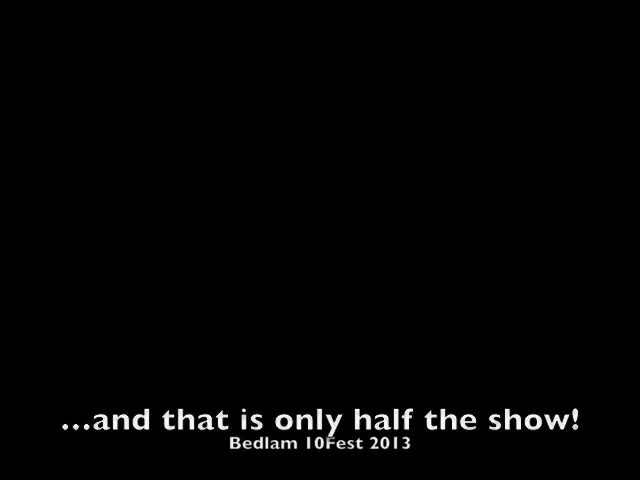 ...and that is only half the show!
Bedlam 10Fest 2013